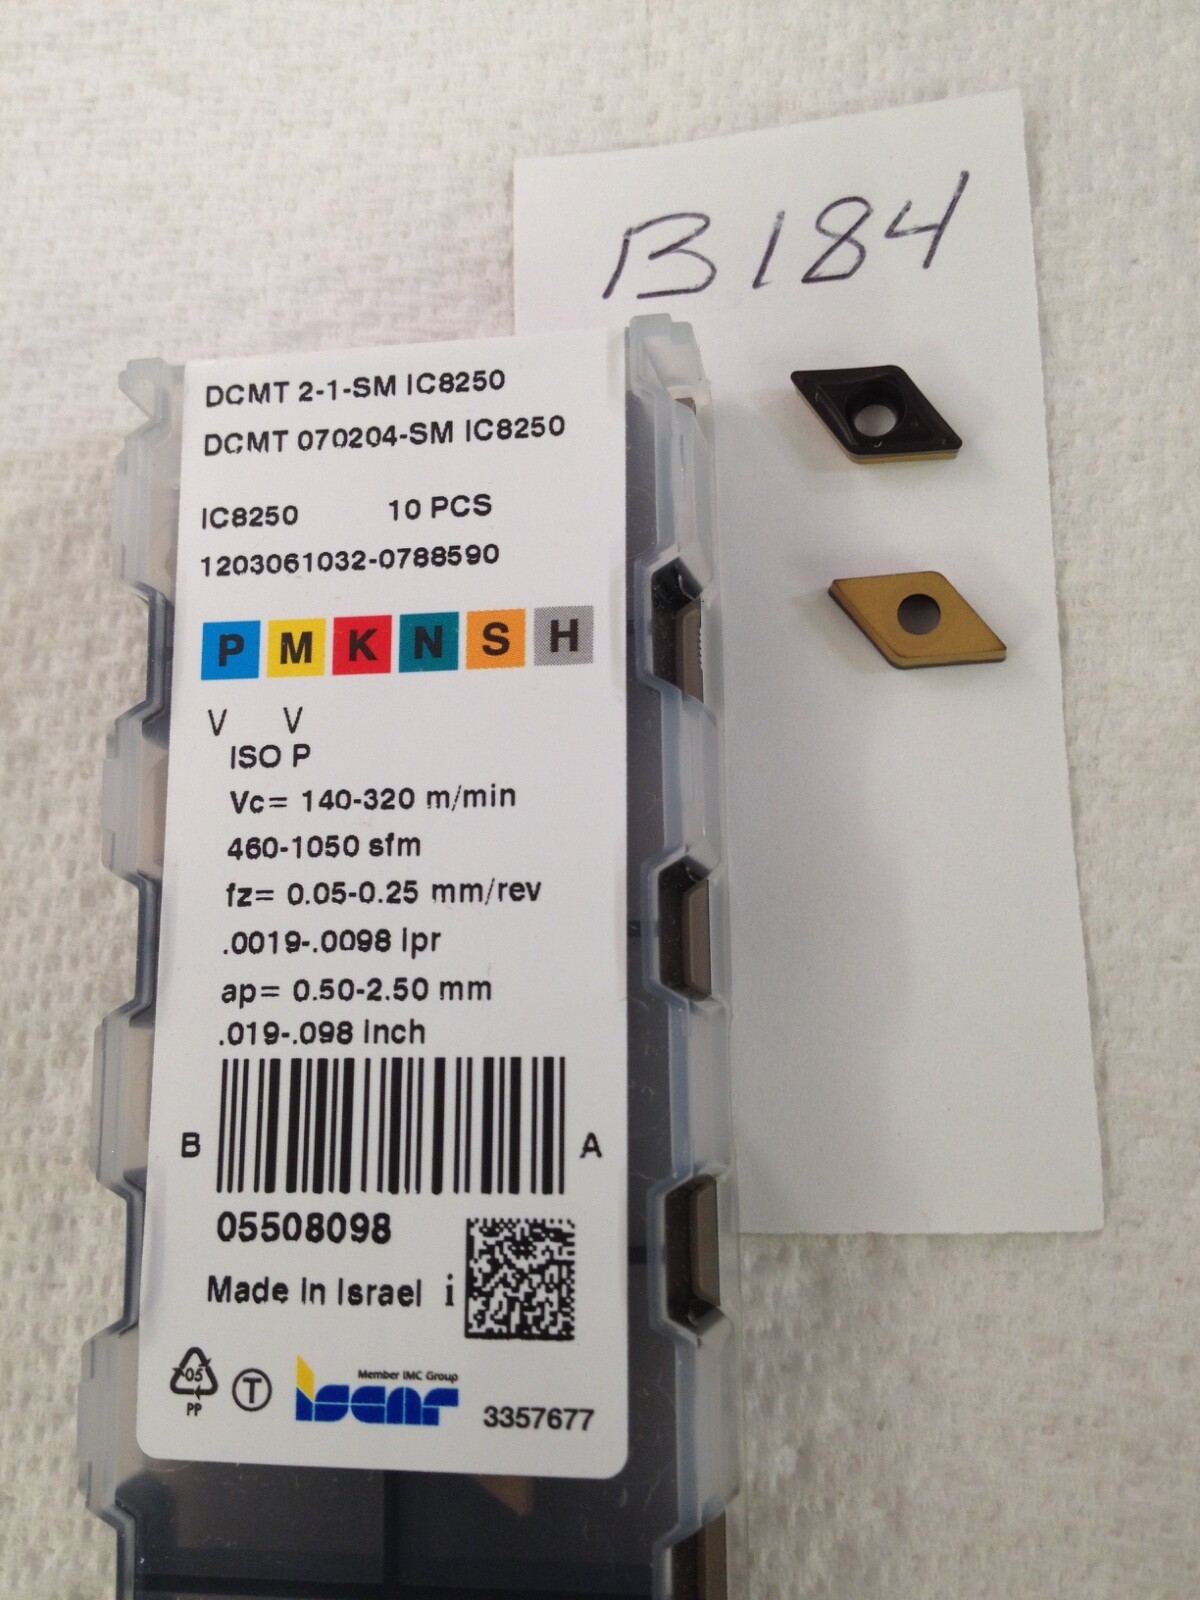 B184
DCMT 2-1-SM IC8250
DCMT 070204-SM IC8250
IC8250 10 PCS
1203061032-0788590
P M K N S H
V V
ISO P
Vc= 140-320 m/min
460-1050 sfm
fz= 0.05-0.25 mm/rev
.0019-.0098 ipr
ap= 0.50-2.50 mm
.019-.098 inch
B A
05508098
Made in Israel i
05
PP
T
Member IMC Group
iscar
3357677